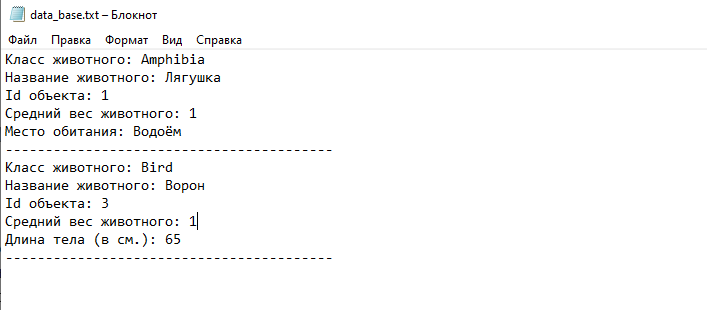 data_base.txt – Блокнот
Файл Правка Формат Вид Справка
Класс животного: Amphibia
Название животного: Лягушка
Id объекта: 1
Средний вес животного: 1
Место обитания: Водоём
-----------------------------------------
Класс животного: Bird
Название животного: Ворон
Id объекта: 3
Средний вес животного: 1
Длина тела (в см.): 65
-----------------------------------------